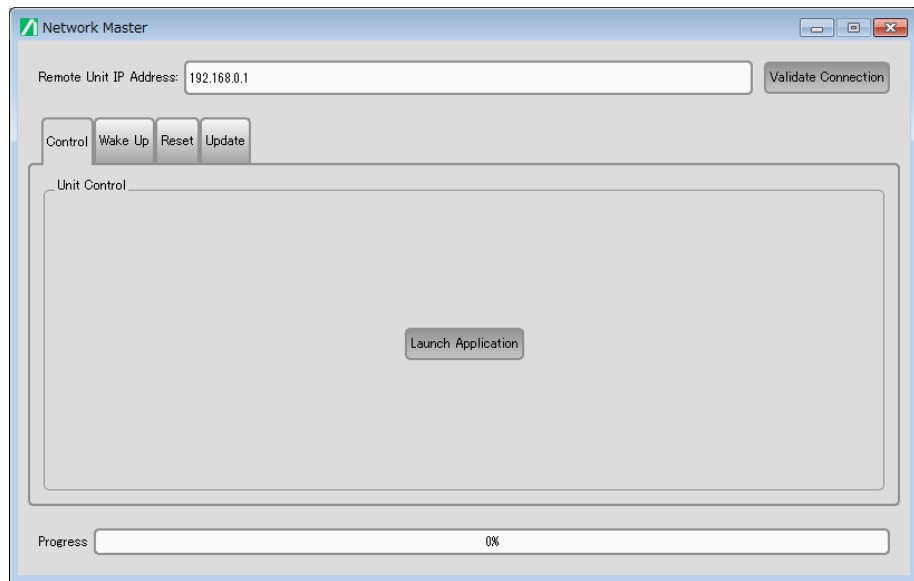 Network Master
Remote Unit IP Address: 192.168.0.1 Validate Connection
Control Wake Up Reset Update
Unit Control
Launch Application
Progress 0%